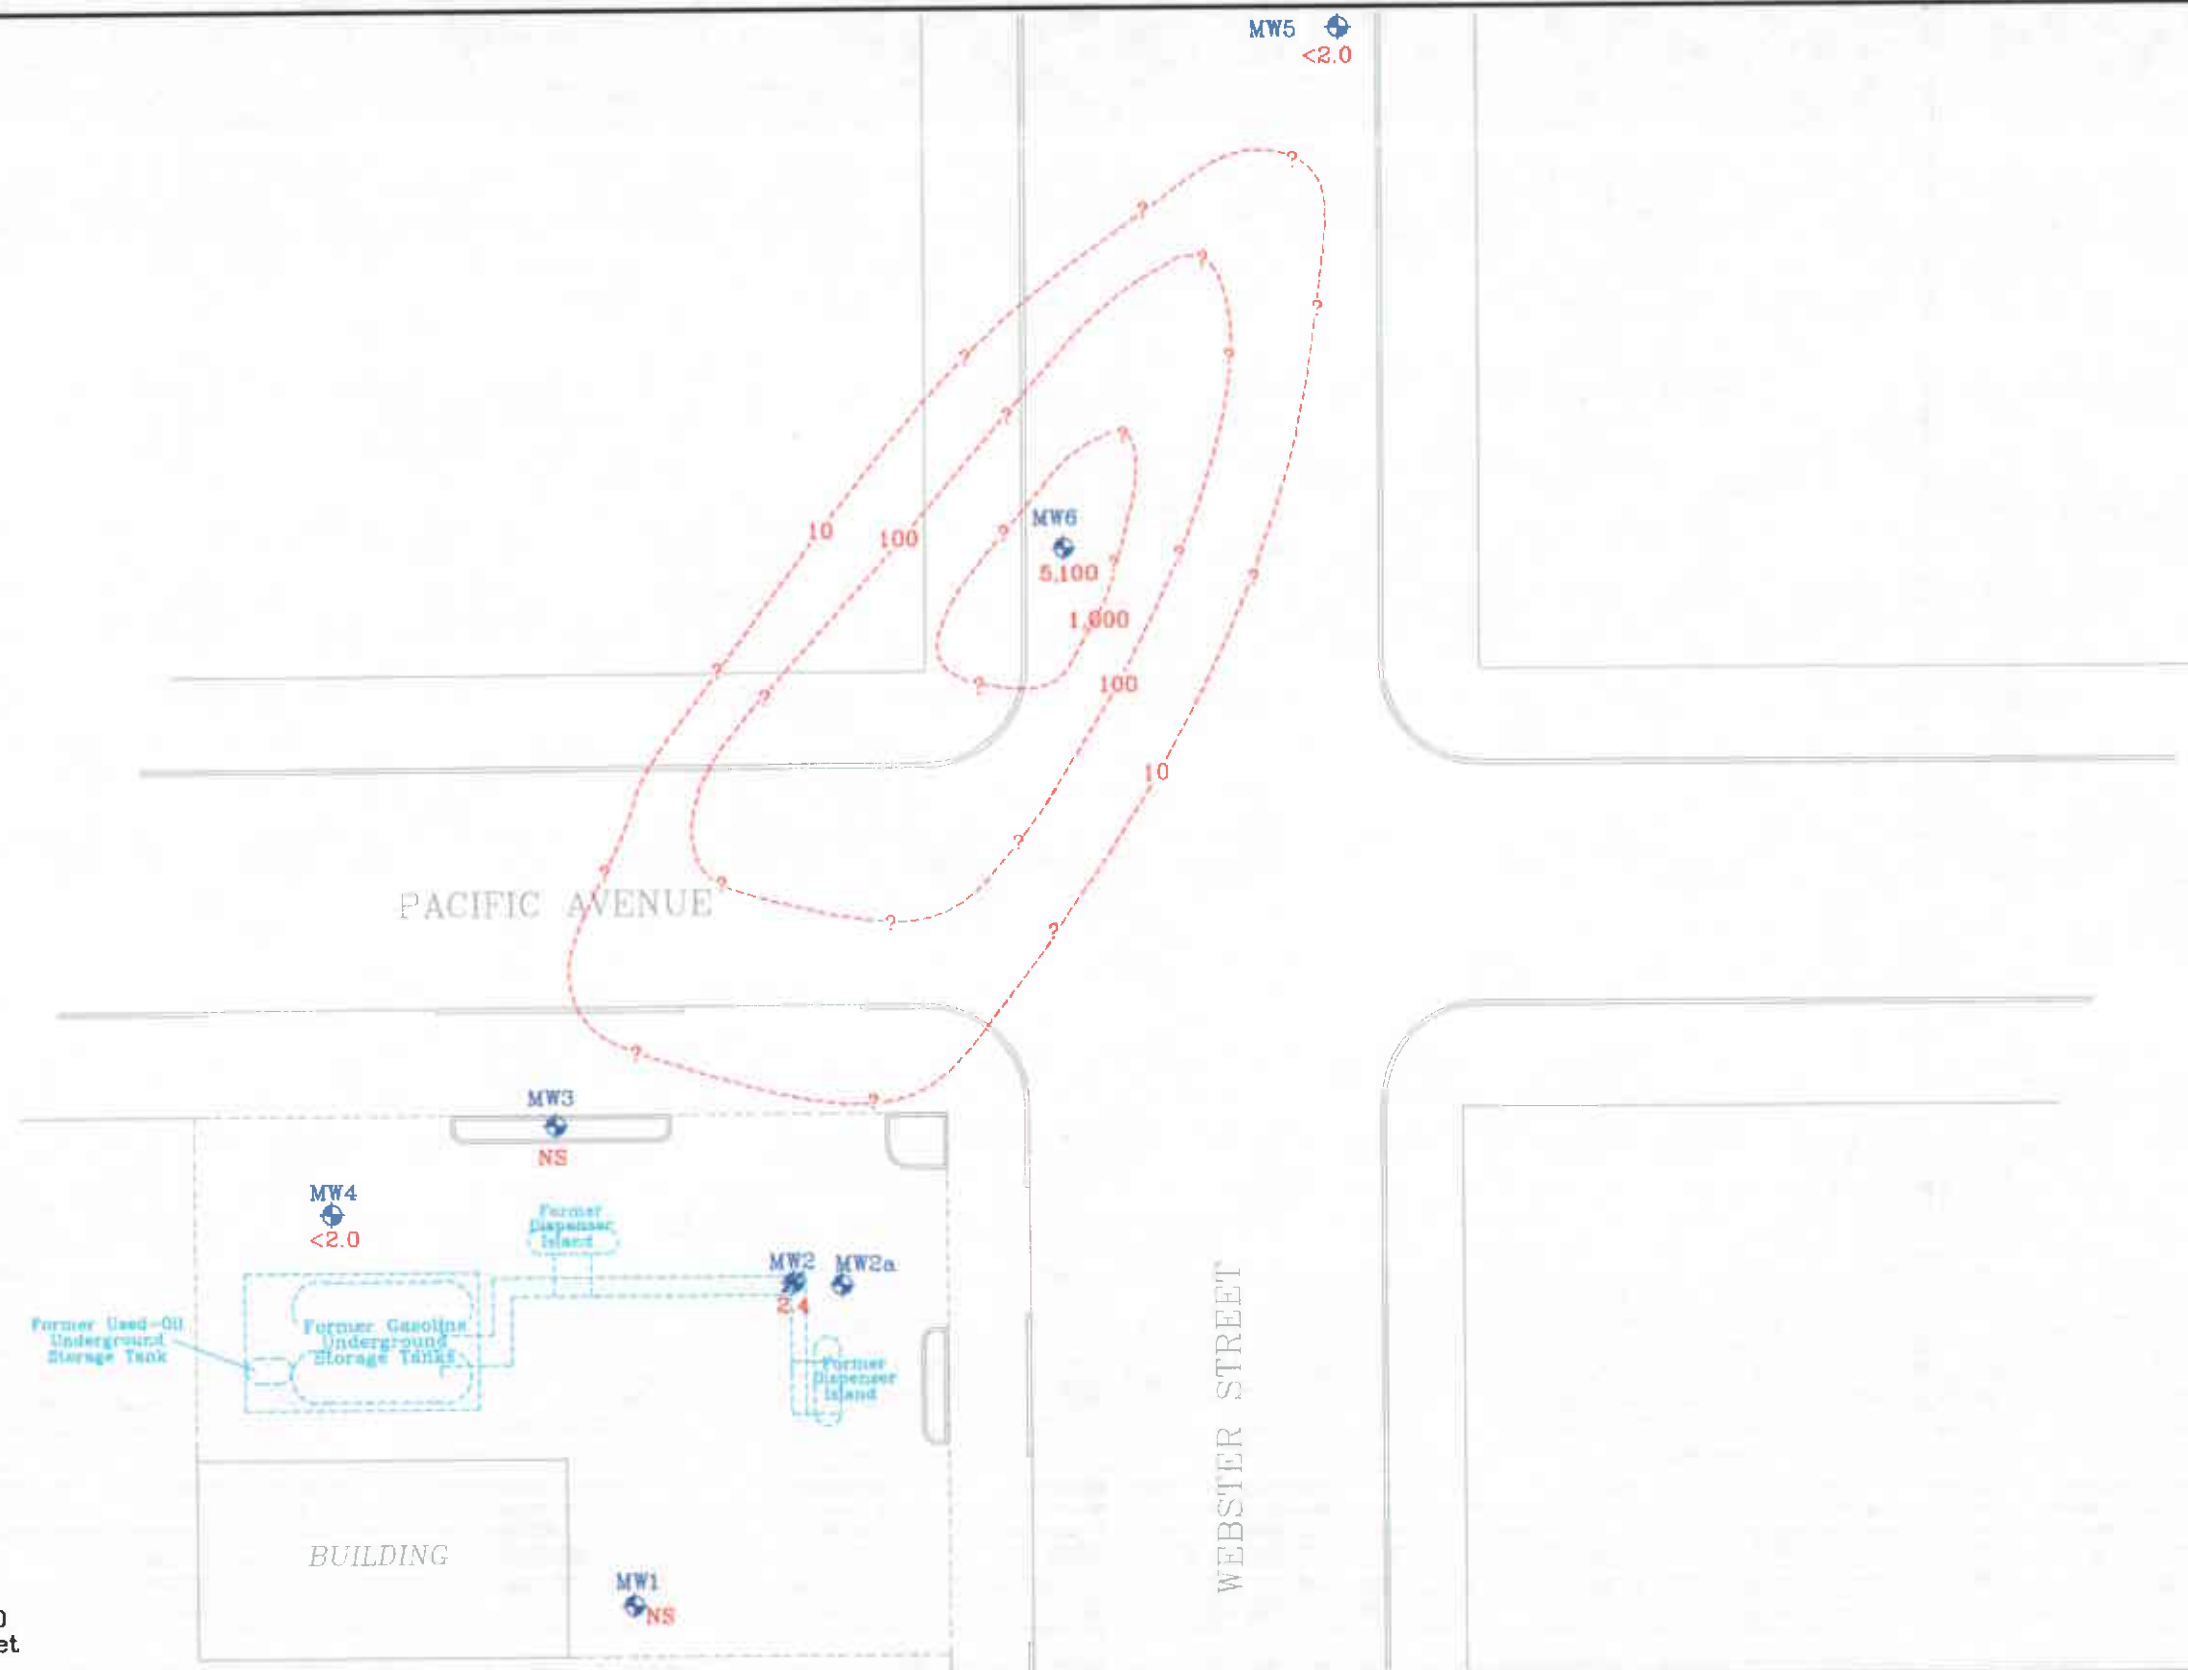 MW5
<2.0
?
?
?
?
?
?
?
10
100
MW6
?
?
5,100
?
?
1,000
?
?
?
100
10
?
?
?
PACIFIC AVENUE
?
?
?
?
MW3
NS
MW4
<2.0
Former
Dispenser
Island
MW2
MW2a
2.4
Former Used-Oil
Underground
Storage Tank
Former Gasoline
Underground
Storage Tanks
Former
Dispenser
Island
WEBSTER STREET
BUILDING
MW1
NS
et